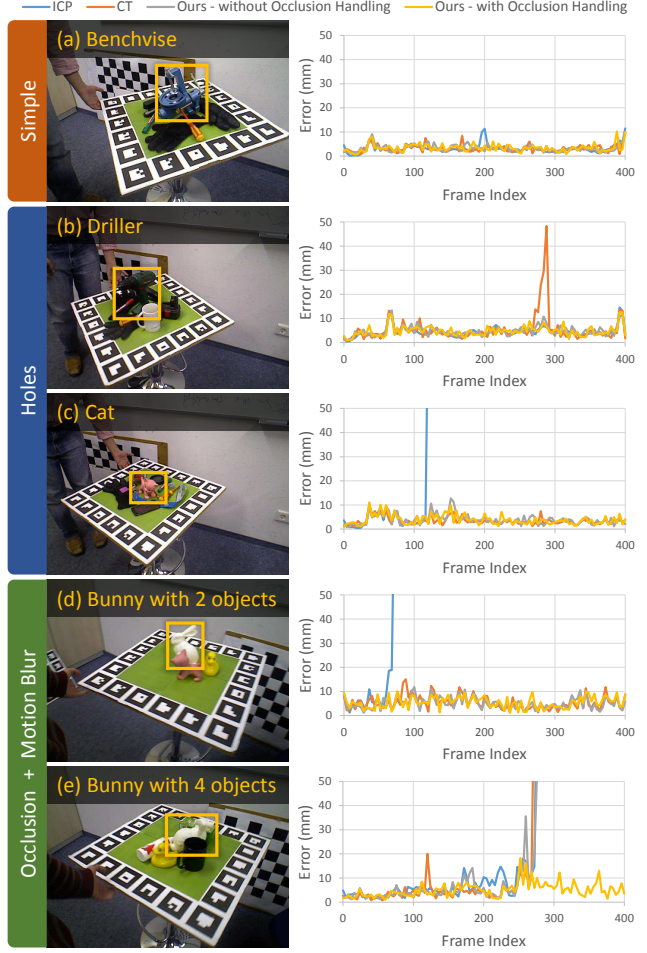 ICP CT Ours - without Occlusion Handling Ours - with Occlusion Handling
Simple
(a) Benchvise
Error (mm)
50
40
30
20
10
0
0 100 200 300 400
Frame Index
Holes
(b) Driller
Error (mm)
50
40
30
20
10
0
0 100 200 300 400
Frame Index
(c) Cat
Error (mm)
50
40
30
20
10
0
0 100 200 300 400
Frame Index
Occlusion + Motion Blur
(d) Bunny with 2 objects
Error (mm)
50
40
30
20
10
0
0 100 200 300 400
Frame Index
(e) Bunny with 4 objects
Error (mm)
50
40
30
20
10
0
0 100 200 300 400
Frame Index